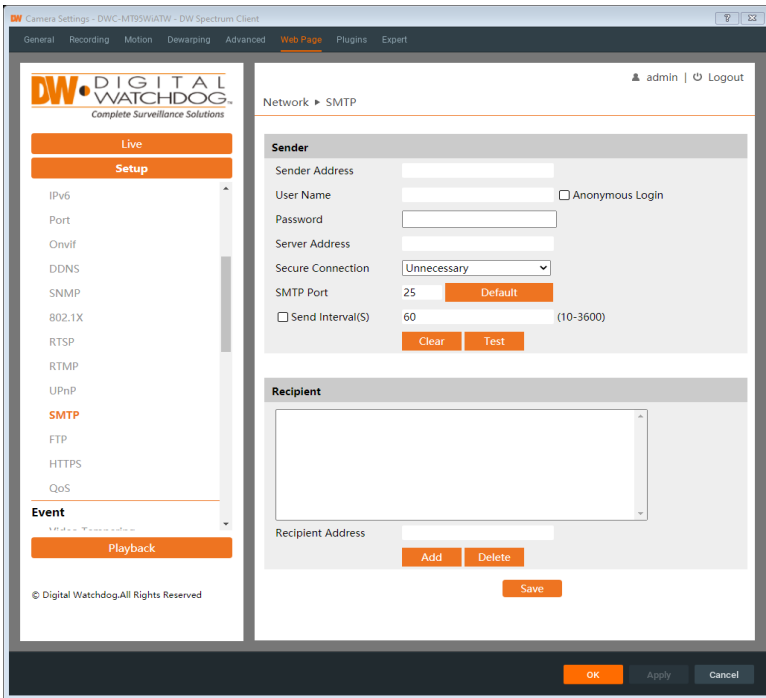 DW Camera Settings - DWC-MT95WiATW - DW Spectrum Client ?
General Recording Motion Dewarping Advanced Web Page Plugins Expert
DW DIGITAL WATCHDOG
Complete Surveillance Solutions
admin | Logout
Network ▸ SMTP
Live
Setup
IPv6
Port
Onvif
DDNS
SNMP
802.1X
RTSP
RTMP
UPnP
SMTP
FTP
HTTPS
QoS
Event
Video Tampering
Playback
© Digital Watchdog.All Rights Reserved
Sender
Sender Address
User Name Anonymous Login
Password
Server Address
Secure Connection Unnecessary
SMTP Port 25 Default
Send Interval(S) 60 (10-3600)
Clear Test
Recipient
Recipient Address
Add Delete
Save
OK Apply Cancel